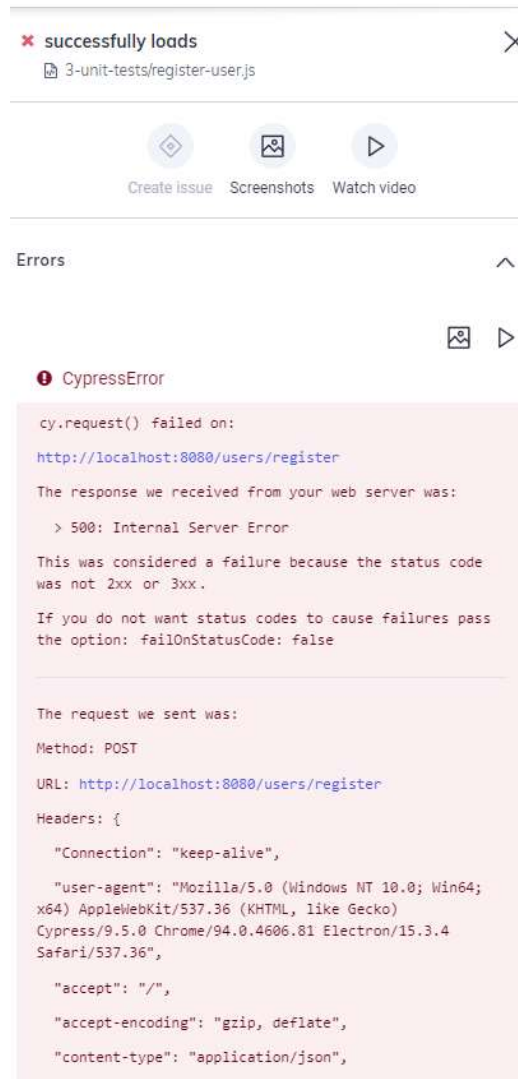 successfully loads
3-unit-tests/register-user.js
Create issue Screenshots Watch video
Errors
CypressError
cy.request() failed on:
http://localhost:8080/users/register
The response we received from your web server was:
> 500: Internal Server Error
This was considered a failure because the status code
was not 2xx or 3xx.
If you do not want status codes to cause failures pass
the option: failOnStatusCode: false
The request we sent was:
Method: POST
URL: http://localhost:8080/users/register
Headers: {
"Connection": "keep-alive",
"user-agent": "Mozilla/5.0 (Windows NT 10.0; Win64;
x64) AppleWebKit/537.36 (KHTML, like Gecko)
Cypress/9.5.0 Chrome/94.0.4606.81 Electron/15.3.4
Safari/537.36",
"accept": "/",
"accept-encoding": "gzip, deflate",
"content-type": "application/json",